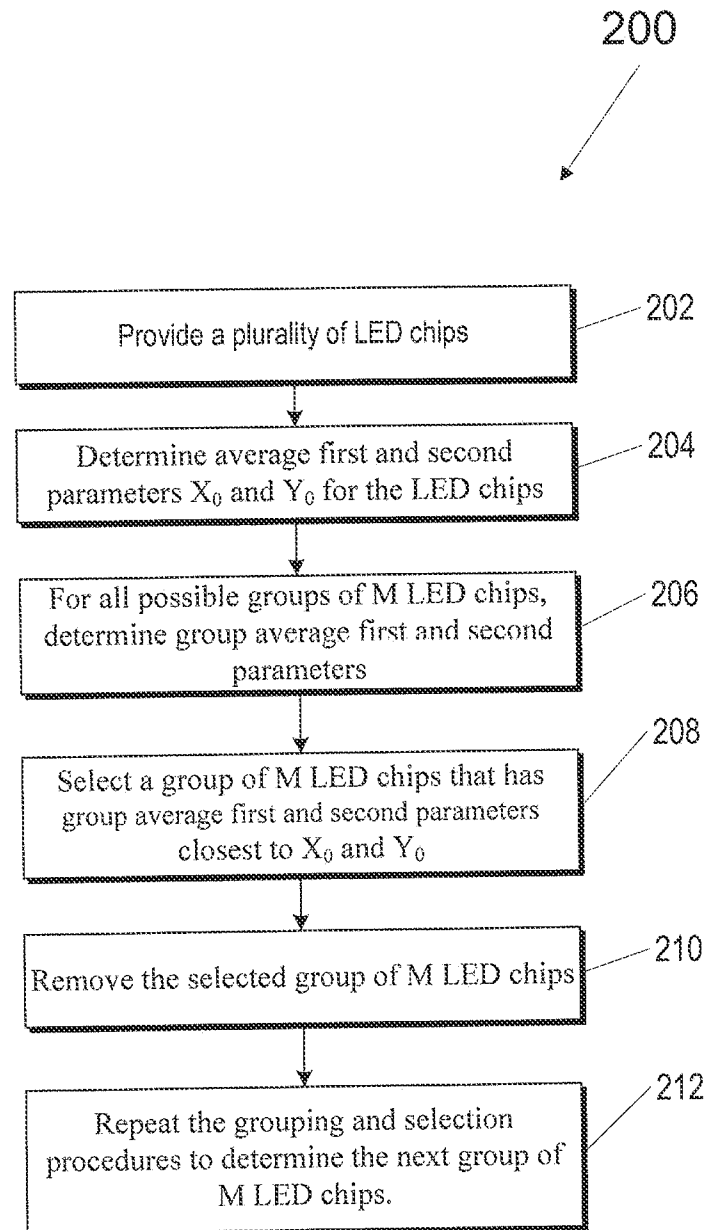 200
Provide a plurality of LED chips
202
Determine average first and second
parameters X₀ and Y₀ for the LED chips
204
For all possible groups of M LED chips,
determine group average first and second
parameters
206
Select a group of M LED chips that has
group average first and second parameters
closest to X₀ and Y₀
208
Remove the selected group of M LED chips
210
Repeat the grouping and selection
procedures to determine the next group of
M LED chips.
212